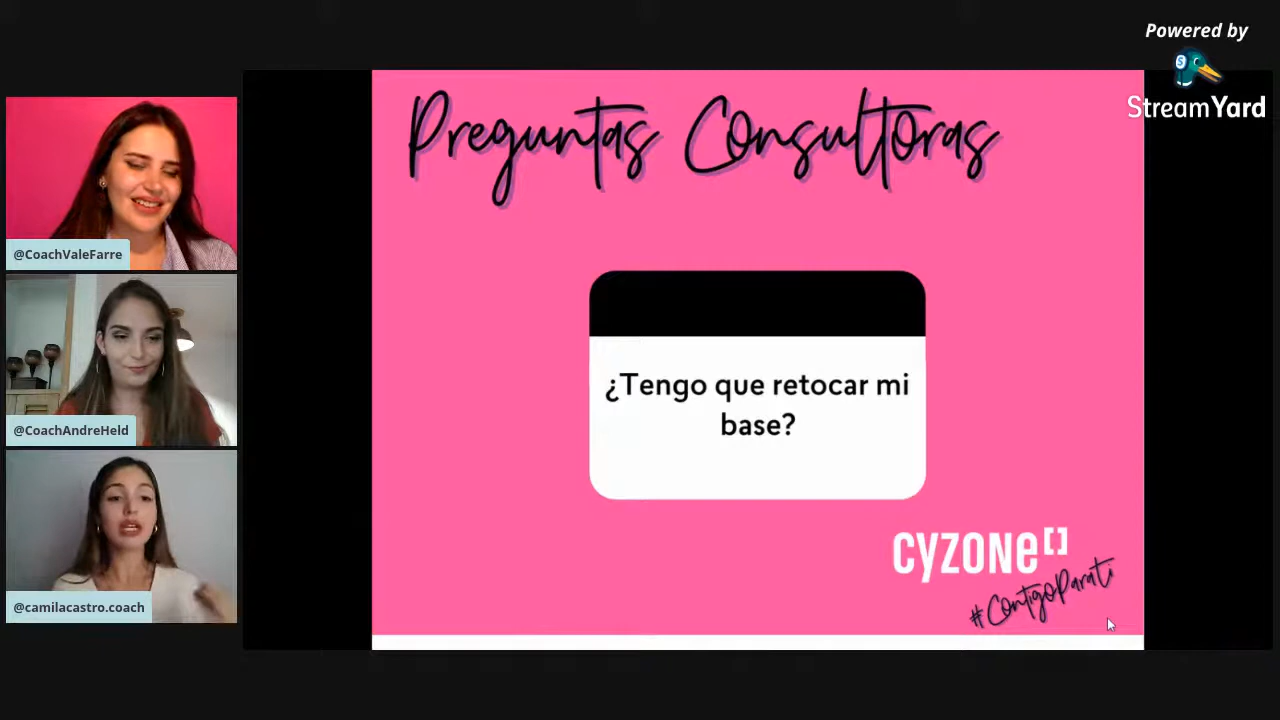 Powered by
StreamYard
Preguntas Consultoras
@CoachValeFarre
@CoachAndreHeld
@camilacastro.coach
¿Tengo que retocar mi
base?
cyzone[]
#ContigoParaTi